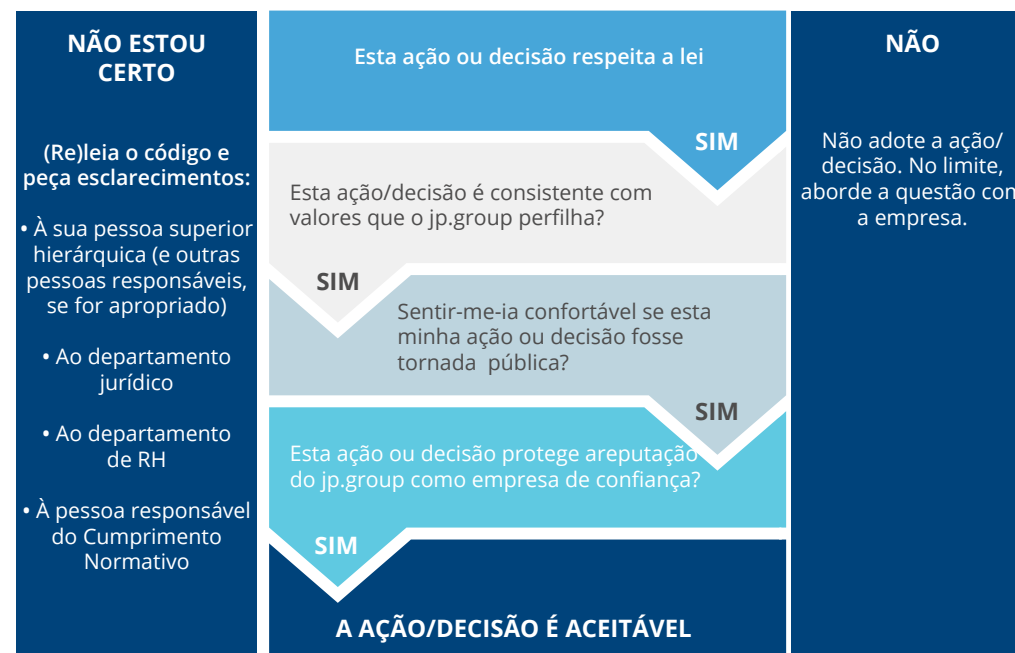 NÃO ESTOU
CERTO
(Re)leia o código e
peça esclarecimentos:
• À sua pessoa superior
hierárquica (e outras
pessoas responsáveis,
se for apropriado)
• Ao departamento
jurídico
• Ao departamento
de RH
• À pessoa responsável
do Cumprimento
Normativo
Esta ação ou decisão respeita a lei
SIM
Esta ação/decisão é consistente com
valores que o jp.group perfilha?
SIM
Sentir-me-ia confortável se esta
minha ação ou decisão fosse
tornada pública?
SIM
Esta ação ou decisão protege areputação
do jp.group como empresa de confiança?
SIM
A AÇÃO/DECISÃO É ACEITÁVEL
NÃO
Não adote a ação/
decisão. No limite,
aborde a questão com
a empresa.